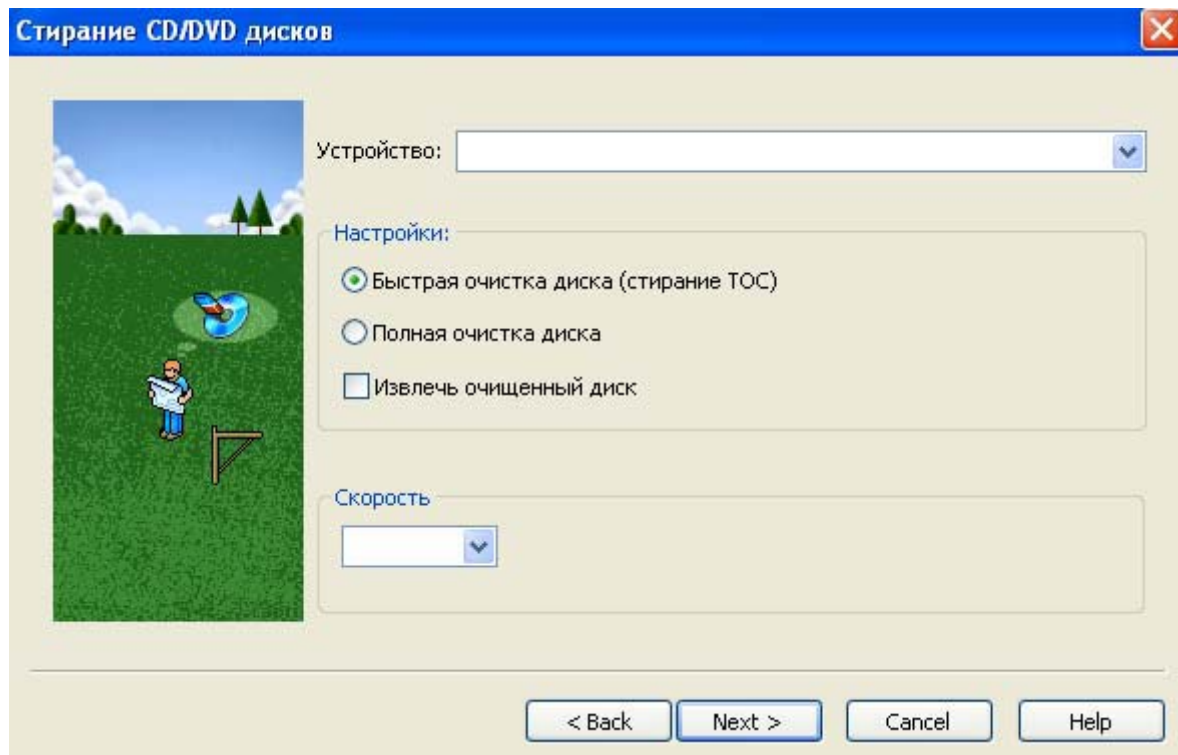 Стирание CD/DVD дисков
Устройство:
Настройки:
Быстрая очистка диска (стирание TOC)
Полная очистка диска
Извлечь очищенный диск
Скорость
< Back
Next >
Cancel
Help